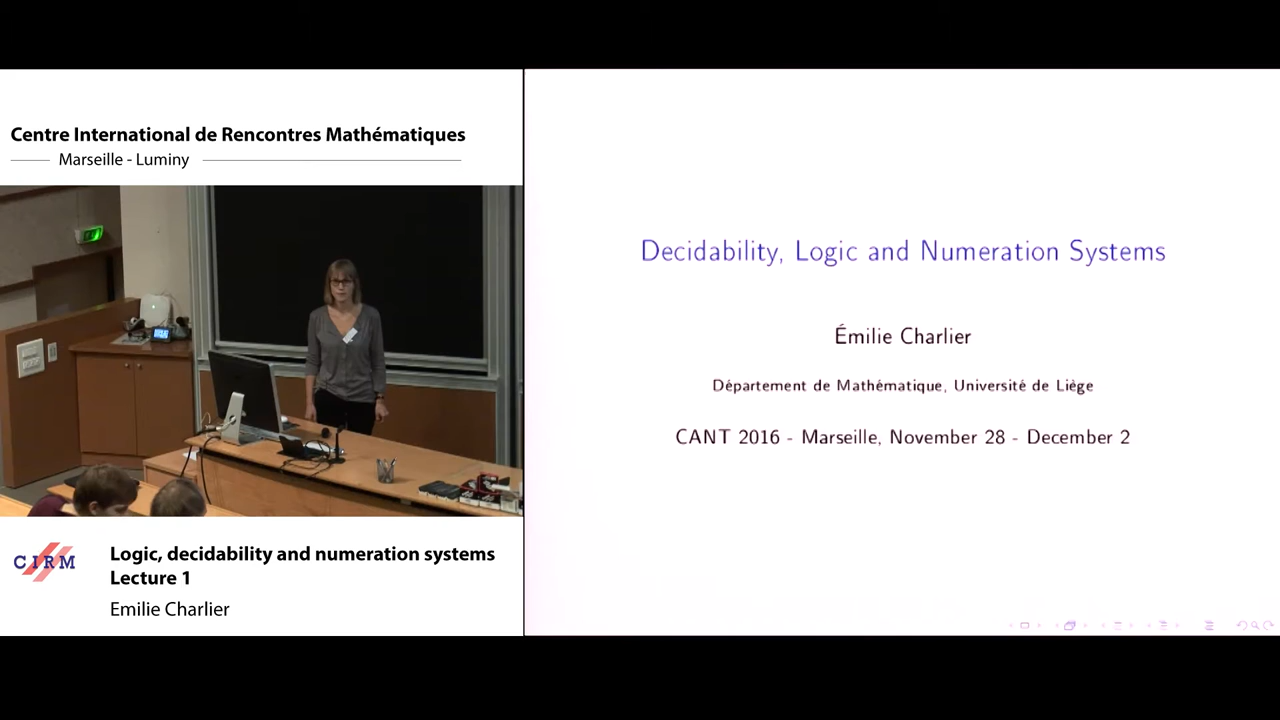 Centre International de Rencontres Mathématiques
Marseille - Luminy
CIRM
Logic, decidability and numeration systems
Lecture 1
Emilie Charlier
Decidability, Logic and Numeration Systems
Émilie Charlier
Département de Mathématique, Université de Liège
CANT 2016 - Marseille, November 28 - December 2